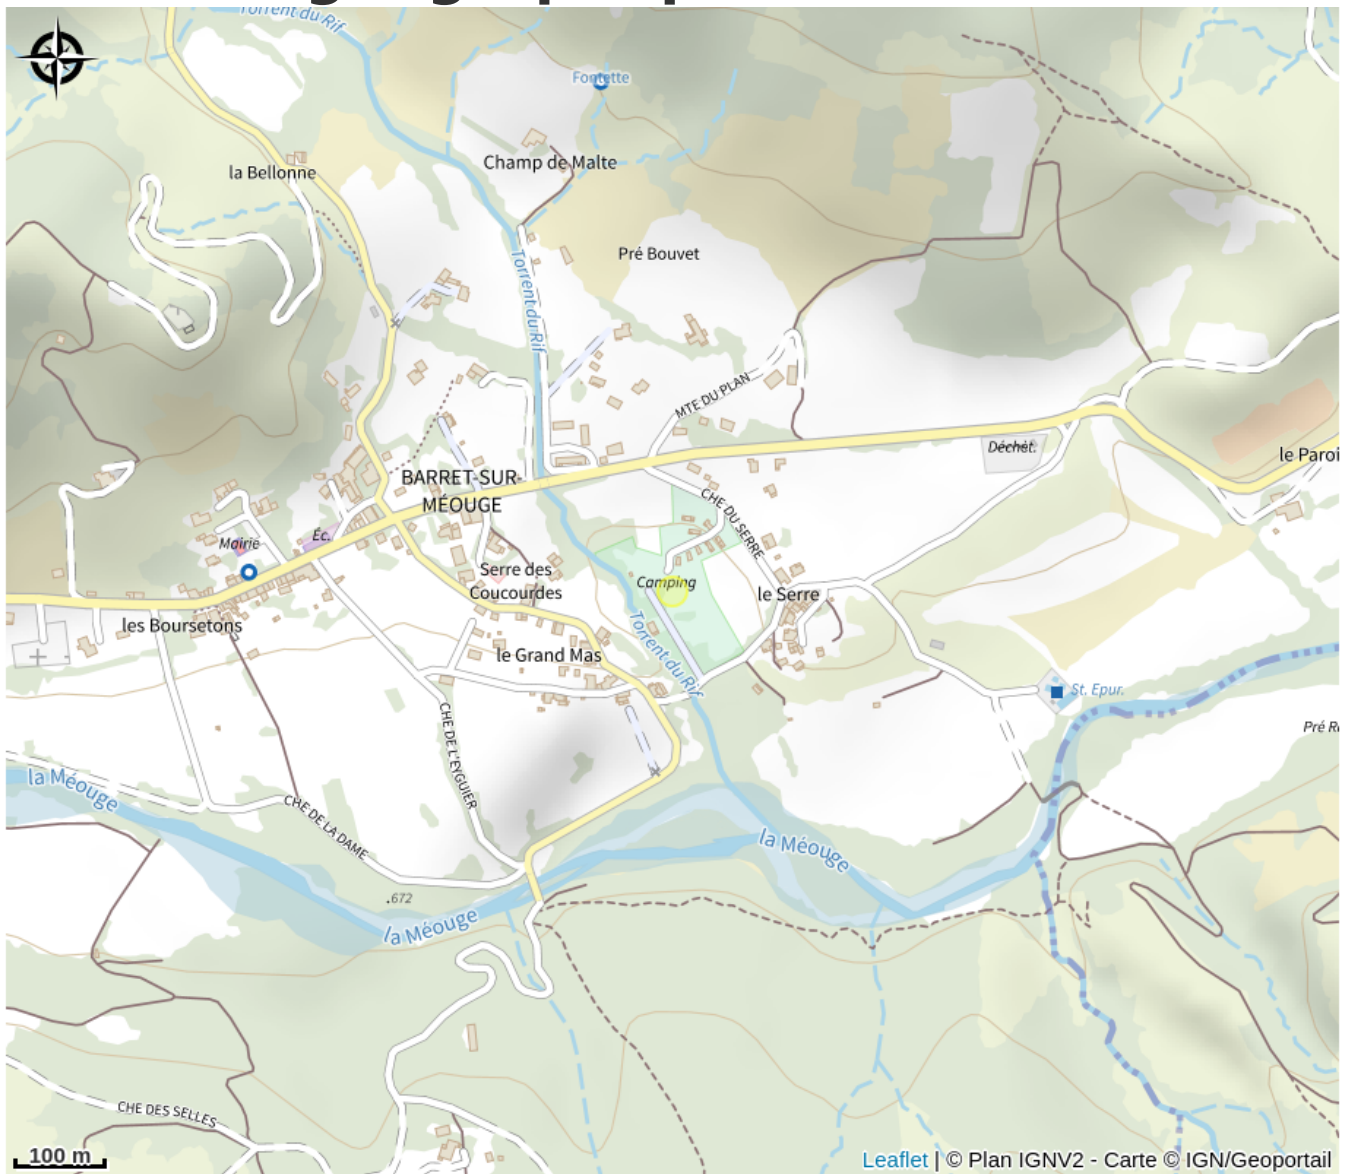 Torrent du Rif
Fontette
Champ de Malte
la Bellonne
Pré Bouvet
Torrent du Rif
MTE DU PLAN
Déchèt.
le Paroi
BARRET-SUR-
MÉOUGE
CHE DU SERRE
Éc.
Mairie
Serre des
Coucourdes
Camping
le Serre
les Boursetons
Torrent du Rif
le Grand Mas
St. Epur.
CHE DE L'EYGUIER
la Méouge
CHE DE LA DAME
la Méouge
.672
la Méouge
CHE DES SELLES
100 m
Leaflet | © Plan IGNV2 - Carte © IGN/Geoportail